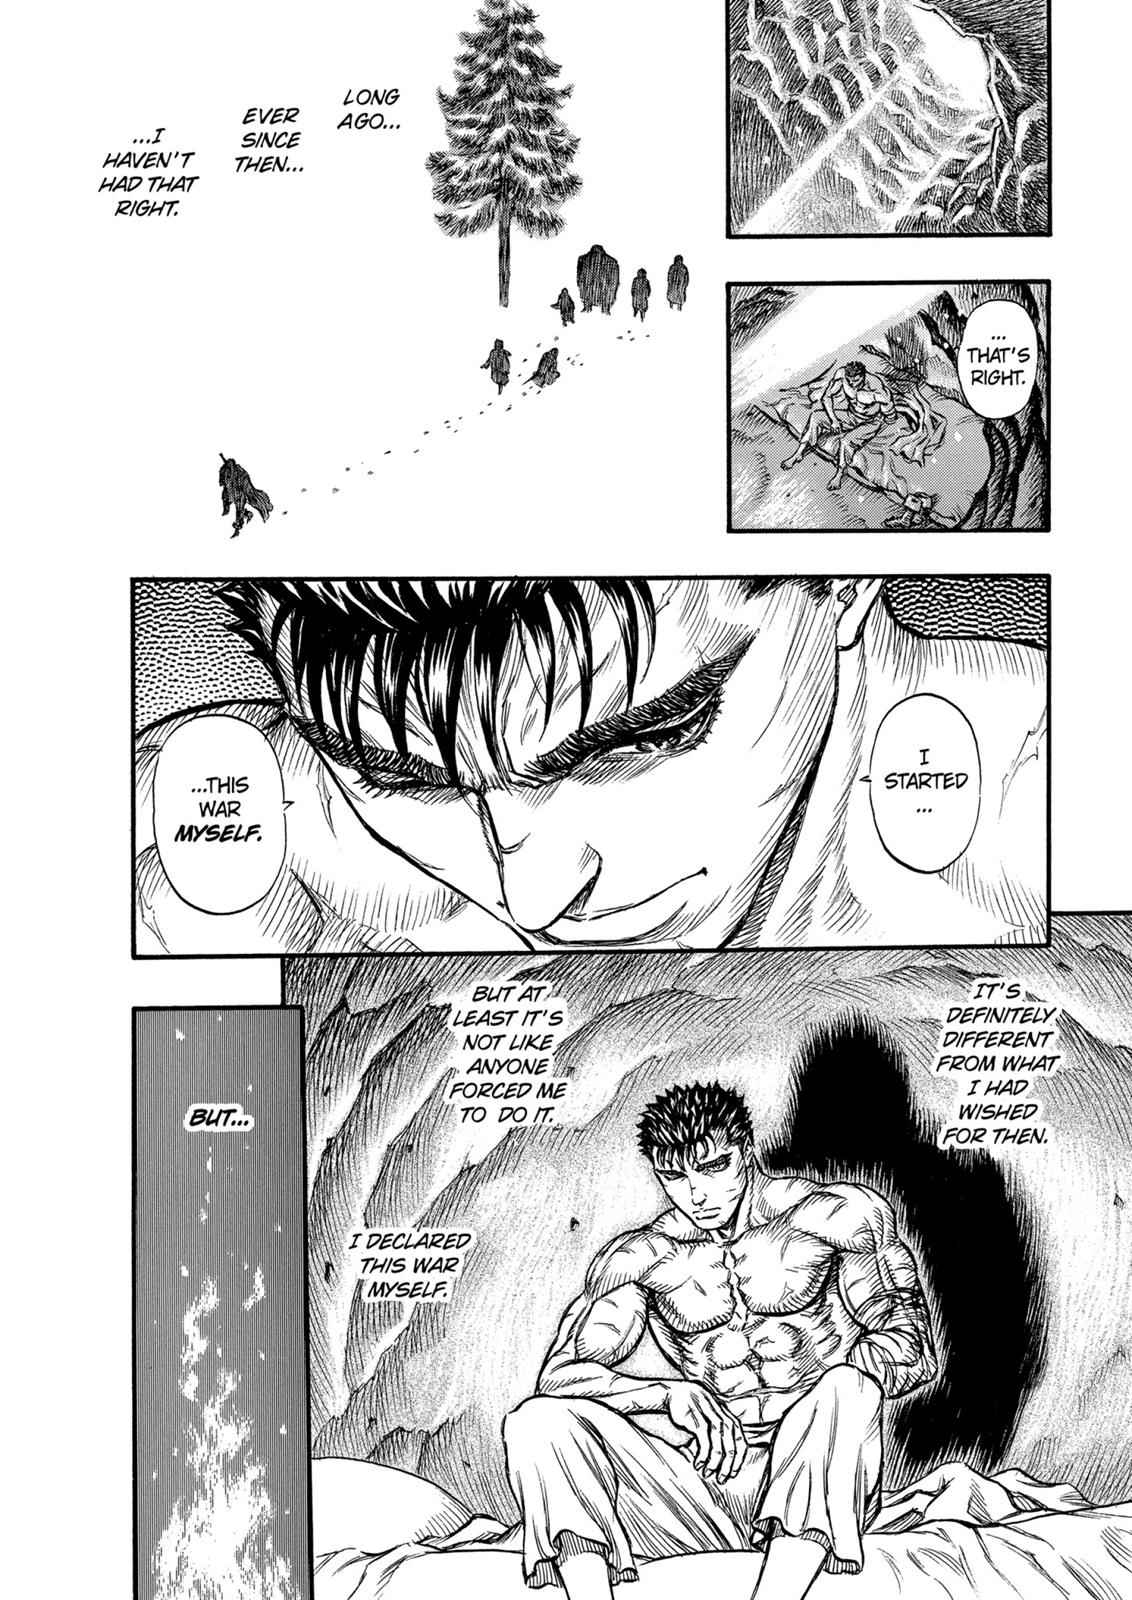 ...
THAT'S
RIGHT.
LONG
AGO...
EVER
SINCE
THEN...
...I
HAVEN'T
HAD THAT
RIGHT.
I
STARTED
...
...THIS
WAR
MYSELF.
IT'S
DEFINITELY
DIFFERENT
FROM WHAT
I HAD
WISHED
FOR THEN.
BUT AT
LEAST IT'S
NOT LIKE
ANYONE
FORCED ME
TO DO IT.
I DECLARED
THIS WAR
MYSELF.
BUT...